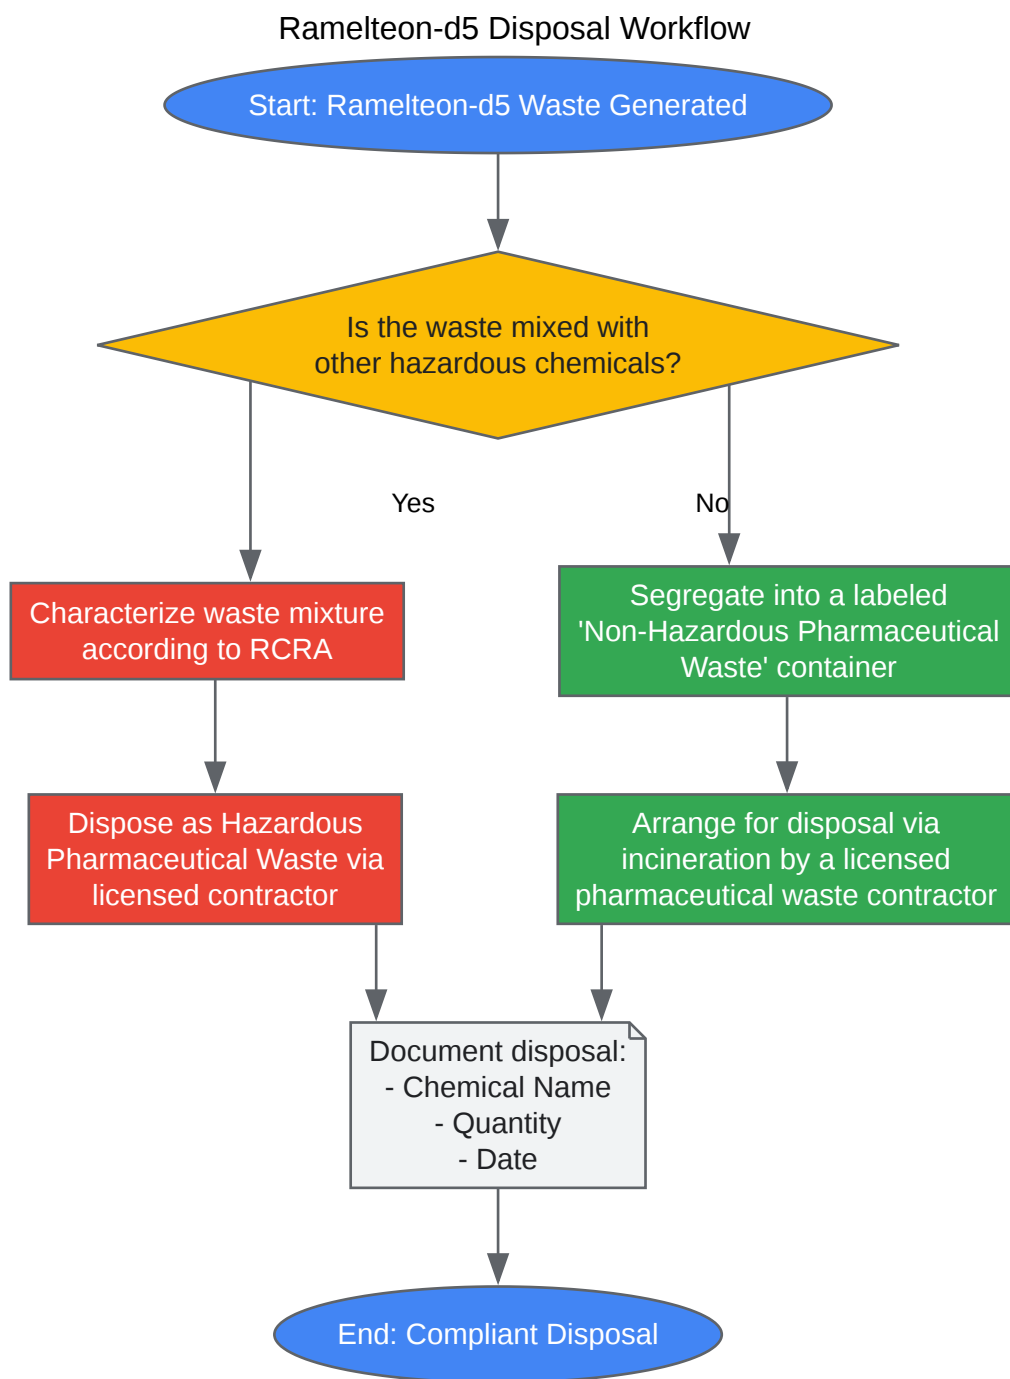 Ramelteon-d5 Disposal Workflow
Start: Ramelteon-d5 Waste Generated
Is the waste mixed with
other hazardous chemicals?
Yes
No
Characterize waste mixture
according to RCRA
Segregate into a labeled
'Non-Hazardous Pharmaceutical
Waste' container
Dispose as Hazardous
Pharmaceutical Waste via
licensed contractor
Arrange for disposal via
incineration by a licensed
pharmaceutical waste contractor
Document disposal:
- Chemical Name
- Quantity
- Date
End: Compliant Disposal